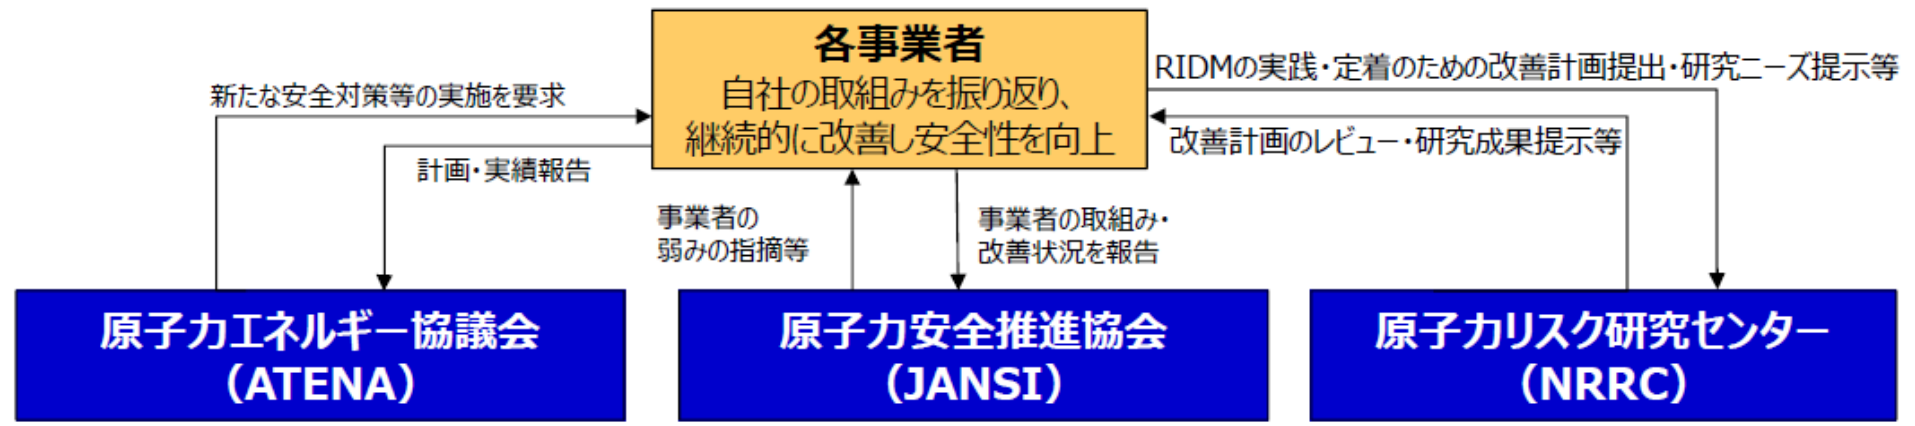 各事業者
自社の取組みを振り返り、
継続的に改善し安全性を向上
新たな安全対策等の実施を要求
計画・実績報告
事業者の
弱みの指摘等
事業者の取組み・
改善状況を報告
RIDMの実践・定着のための改善計画提出・研究ニーズ提示等
改善計画のレビュー・研究成果提示等
原子力エネルギー協議会
（ATENA）
原子力安全推進協会
（JANSI）
原子力リスク研究センター
（NRRC）